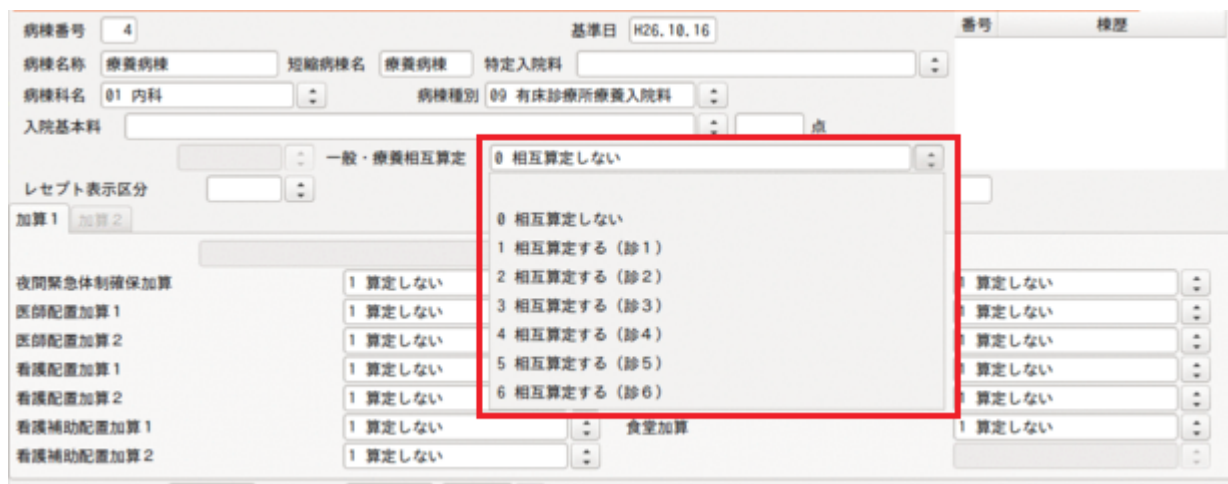 病棟番号 4 基準日 H26.10.16 番号 棟歴
病棟名称 療養病棟 短縮病棟名 療養病棟 特定入院料
病棟科名 01 内科 病棟種別 09 有床診療所療養入院料
入院基本料 点
一般・療養相互算定 0 相互算定しない
レセプト表示区分
0 相互算定しない
1 相互算定する(診1)
2 相互算定する(診2)
3 相互算定する(診3)
4 相互算定する(診4)
5 相互算定する(診5)
6 相互算定する(診6)
加算1 加算2
夜間緊急体制確保加算 1 算定しない 1 算定しない
医師配置加算1 1 算定しない 1 算定しない
医師配置加算2 1 算定しない 1 算定しない
看護配置加算1 1 算定しない 1 算定しない
看護配置加算2 1 算定しない 1 算定しない
看護補助配置加算1 1 算定しない 食堂加算 1 算定しない
看護補助配置加算2 1 算定しない